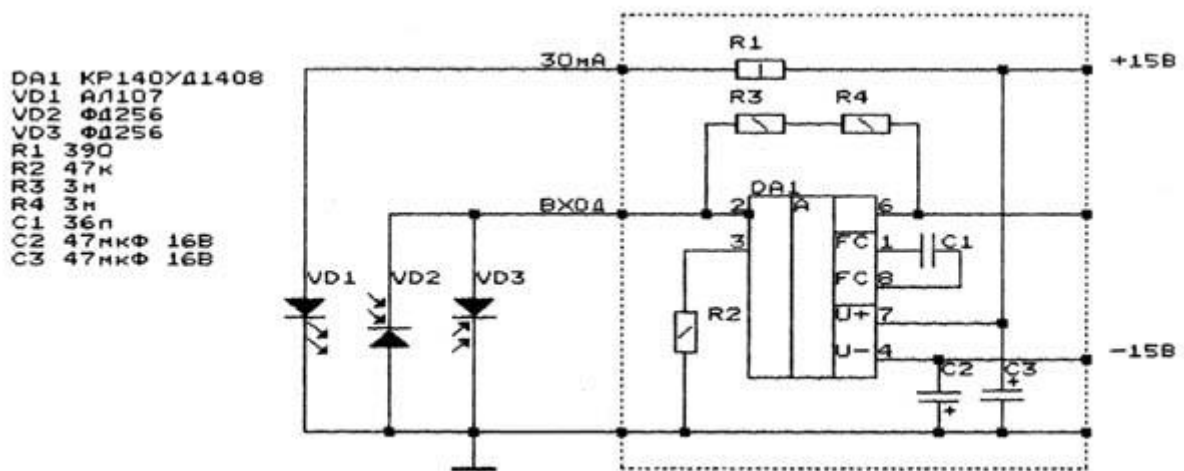 DA1 КР140УД1408
VD1 АЛ107
VD2 ФД256
VD3 ФД256
R1 390
R2 47к
R3 3м
R4 3м
C1 36п
C2 47мкФ 16В
C3 47мкФ 16В
30мА
R1
+15В
R3
R4
DA1
ВХОД
2
A
6
3
FC
1
C1
VD1
VD2
VD3
FC
8
R2
U+
7
U-
4
-15В
C2
C3
+
+